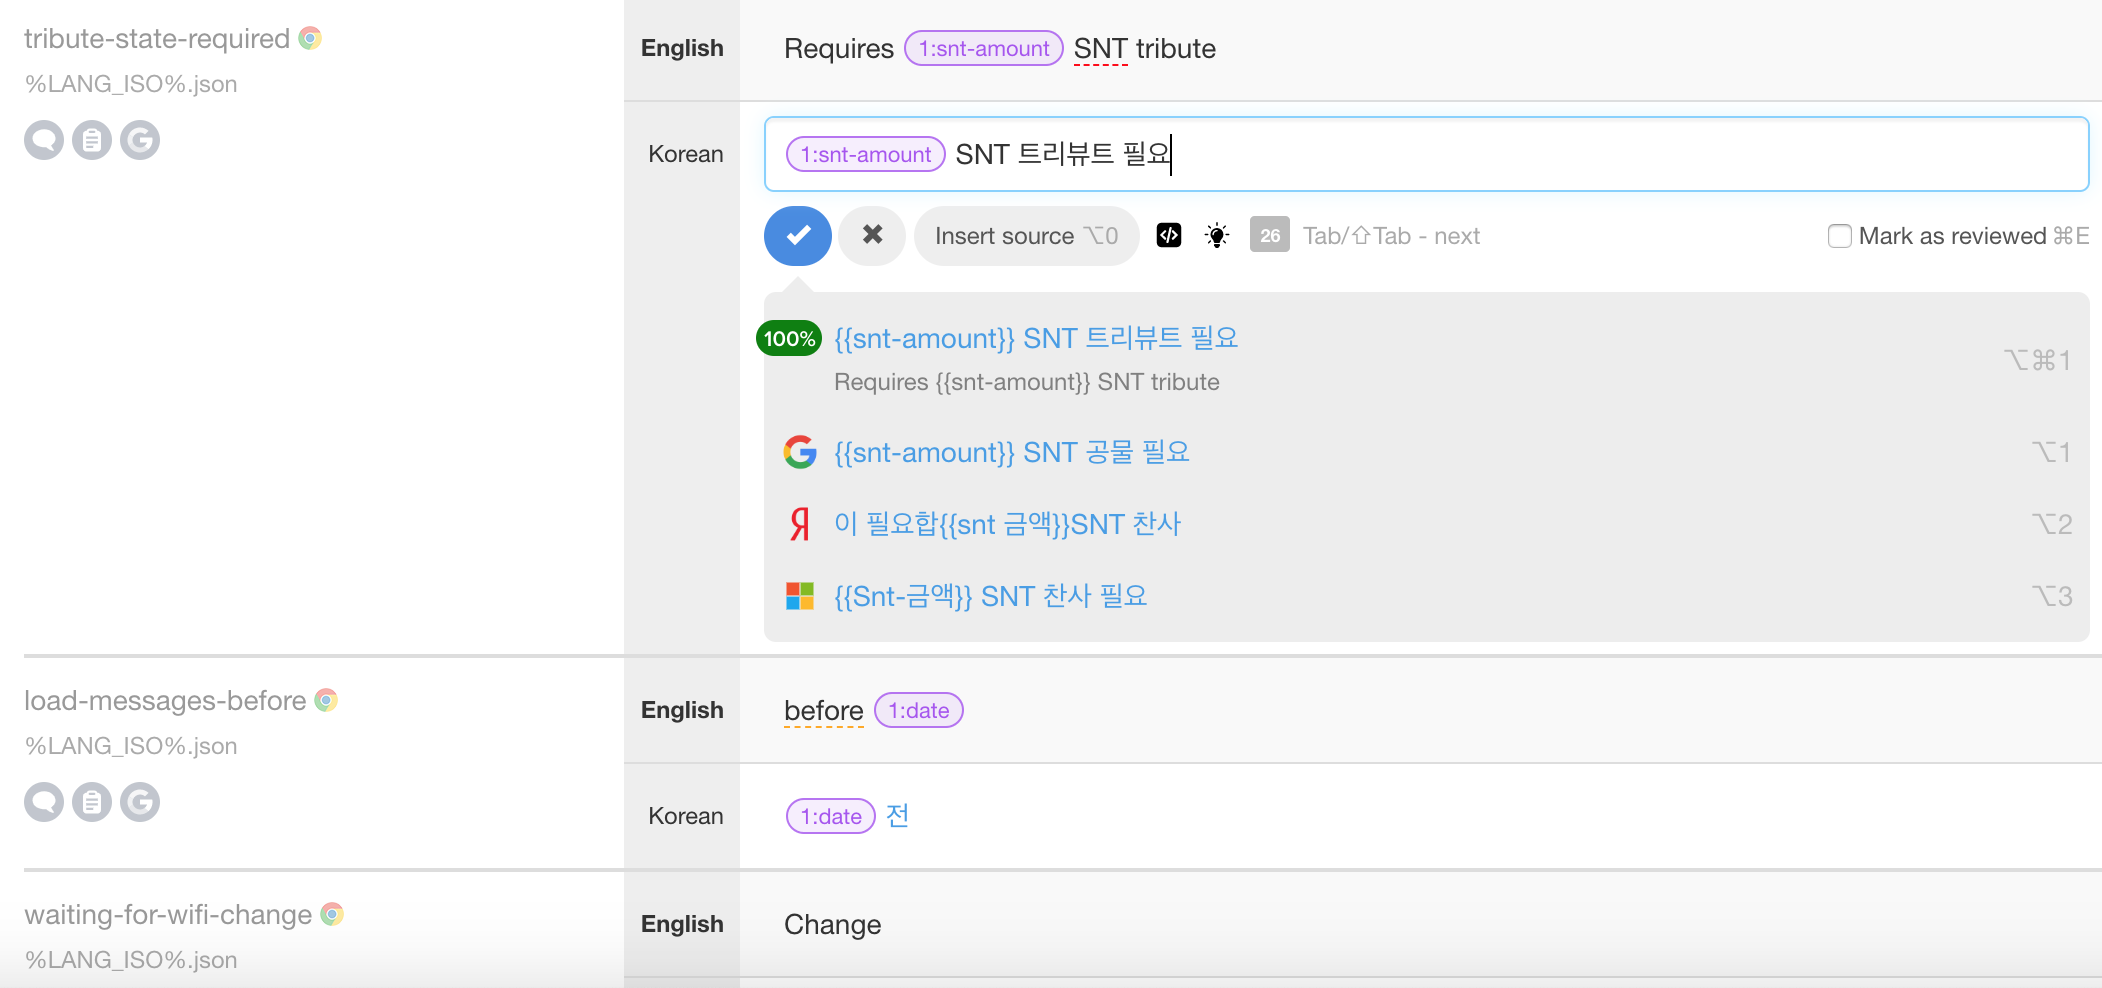 tribute-state-required
%LANG_ISO%.json
English
Requires 1:snt-amount SNT tribute
Korean
1:snt-amount SNT 트리뷰트 필요
Insert source ⌥0
26
Tab/⇧Tab - next
Mark as reviewed ⌘E
100%
{{snt-amount}} SNT 트리뷰트 필요
Requires {{snt-amount}} SNT tribute
⌥⌘1
{{snt-amount}} SNT 공물 필요
⌥1
이 필요합{{snt 금액}}SNT 찬사
⌥2
{{Snt-금액}} SNT 찬사 필요
⌥3
load-messages-before
%LANG_ISO%.json
English
before 1:date
Korean
1:date 전
waiting-for-wifi-change
%LANG_ISO%.json
English
Change